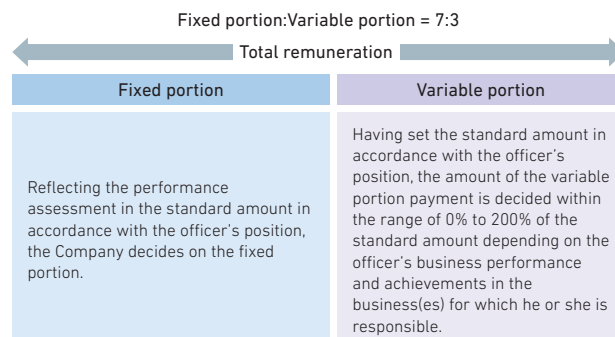 Fixed portion:Variable portion = 7:3
Total remuneration
Fixed portion
Variable portion
Reflecting the performance
assessment in the standard amount in
accordance with the officer's position,
the Company decides on the fixed
portion.
Having set the standard amount in
accordance with the officer's
position, the amount of the variable
portion payment is decided within
the range of 0% to 200% of the
standard amount depending on the
officer's business performance
and achievements in the
business(es) for which he or she is
responsible.